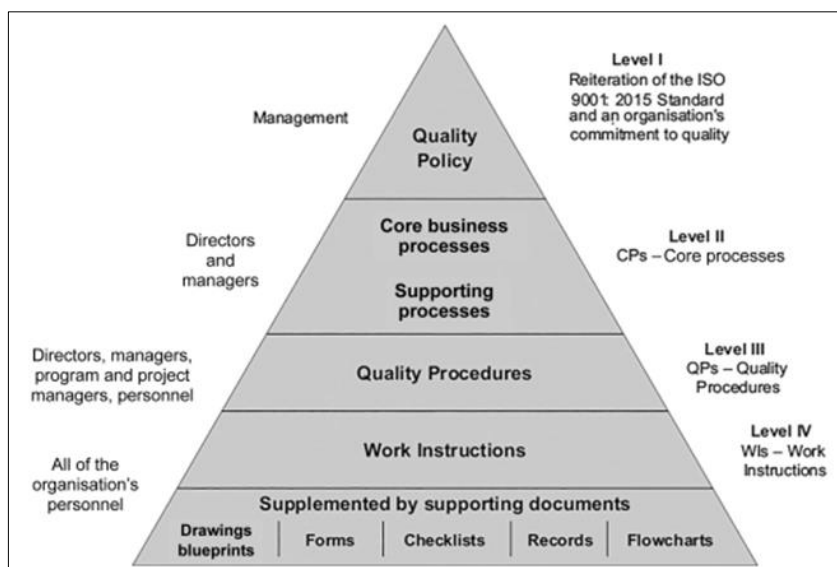 Management
Quality
Policy
Level I
Reiteration of the ISO
9001: 2015 Standard
and an organisation's
commitment to quality
Directors
and
managers
Core business
processes
Supporting
processes
Level II
CPs – Core processes
Directors, managers,
program and project
managers, personnel
Quality Procedures
Level III
QPs – Quality
Procedures
All of the
organisation's
personnel
Work Instructions
Level IV
WIs – Work
Instructions
Supplemented by supporting documents
Drawings
blueprints
Forms
Checklists
Records
Flowcharts